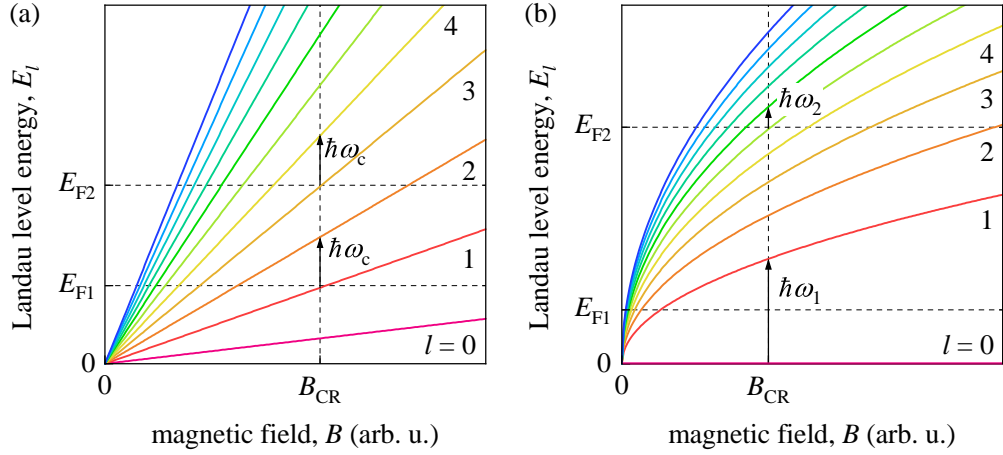 (a)
Landau level energy, E_l
4
3
ħω_c
2
E_F2
ħω_c
1
E_F1
l = 0
0
0
B_CR
magnetic field, B (arb. u.)
(b)
Landau level energy, E_l
4
ħω_2
3
E_F2
2
1
ħω_1
E_F1
l = 0
0
0
B_CR
magnetic field, B (arb. u.)